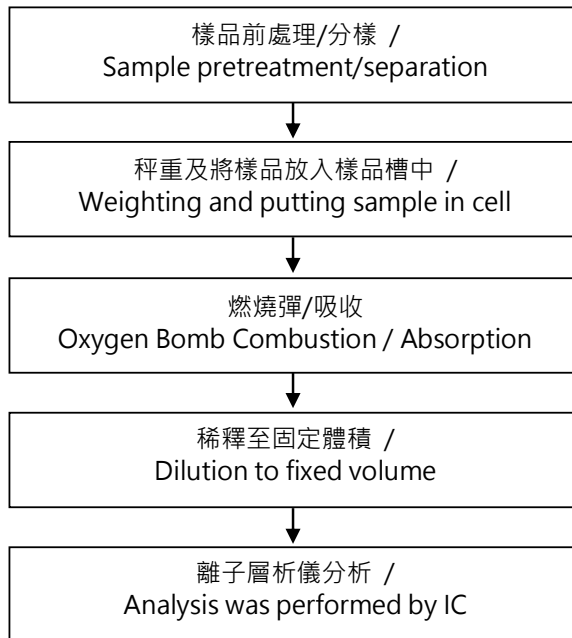 樣品前處理/分樣 /
Sample pretreatment/separation
秤重及將樣品放入樣品槽中 /
Weighting and putting sample in cell
燃燒彈/吸收
Oxygen Bomb Combustion / Absorption
稀釋至固定體積 /
Dilution to fixed volume
離子層析儀分析 /
Analysis was performed by IC